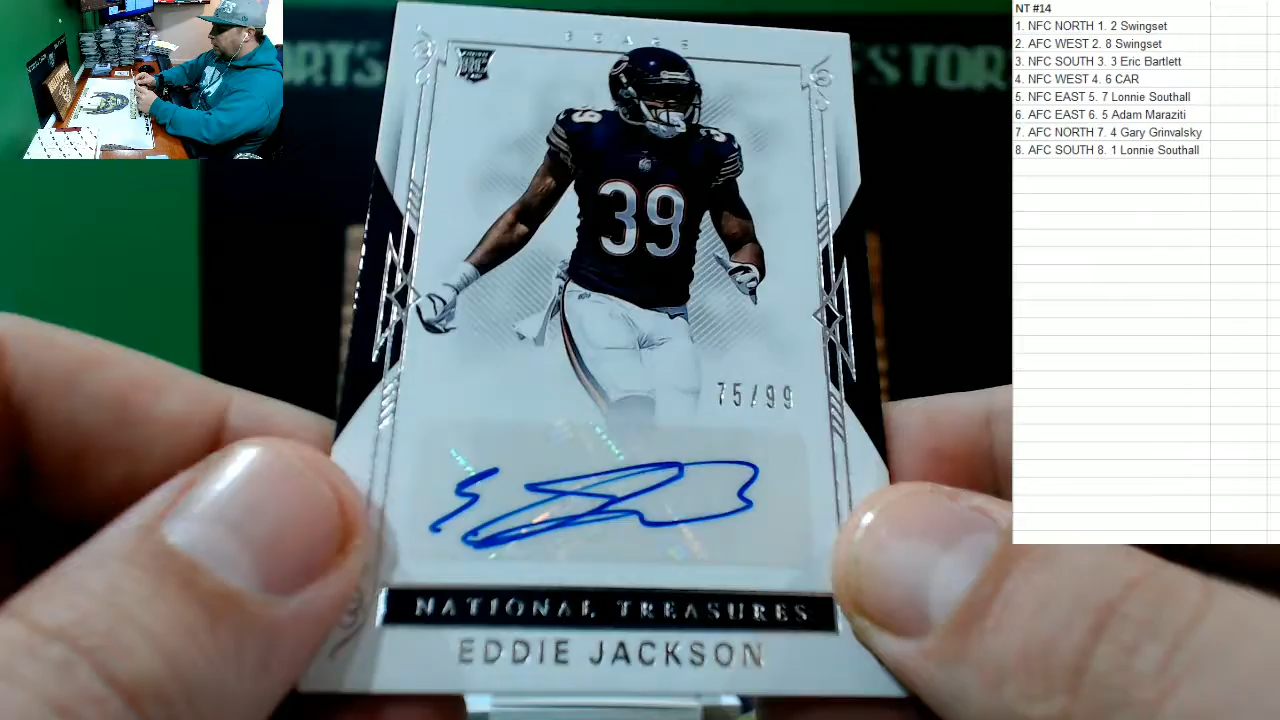 NT #14
1. NFC NORTH 1. 2 Swingset
2. AFC WEST 2. 8 Swingset
3. NFC SOUTH 3. 3 Eric Bartlett
4. NFC WEST 4. 6 CAR
5. NFC EAST 5. 7 Lonnie Southall
6. AFC EAST 6. 5 Adam Maraziti
7. AFC NORTH 7. 4 Gary Grinvalsky
8. AFC SOUTH 8. 1 Lonnie Southall
39
39
75/99
NATIONAL TREASURES
EDDIE JACKSON